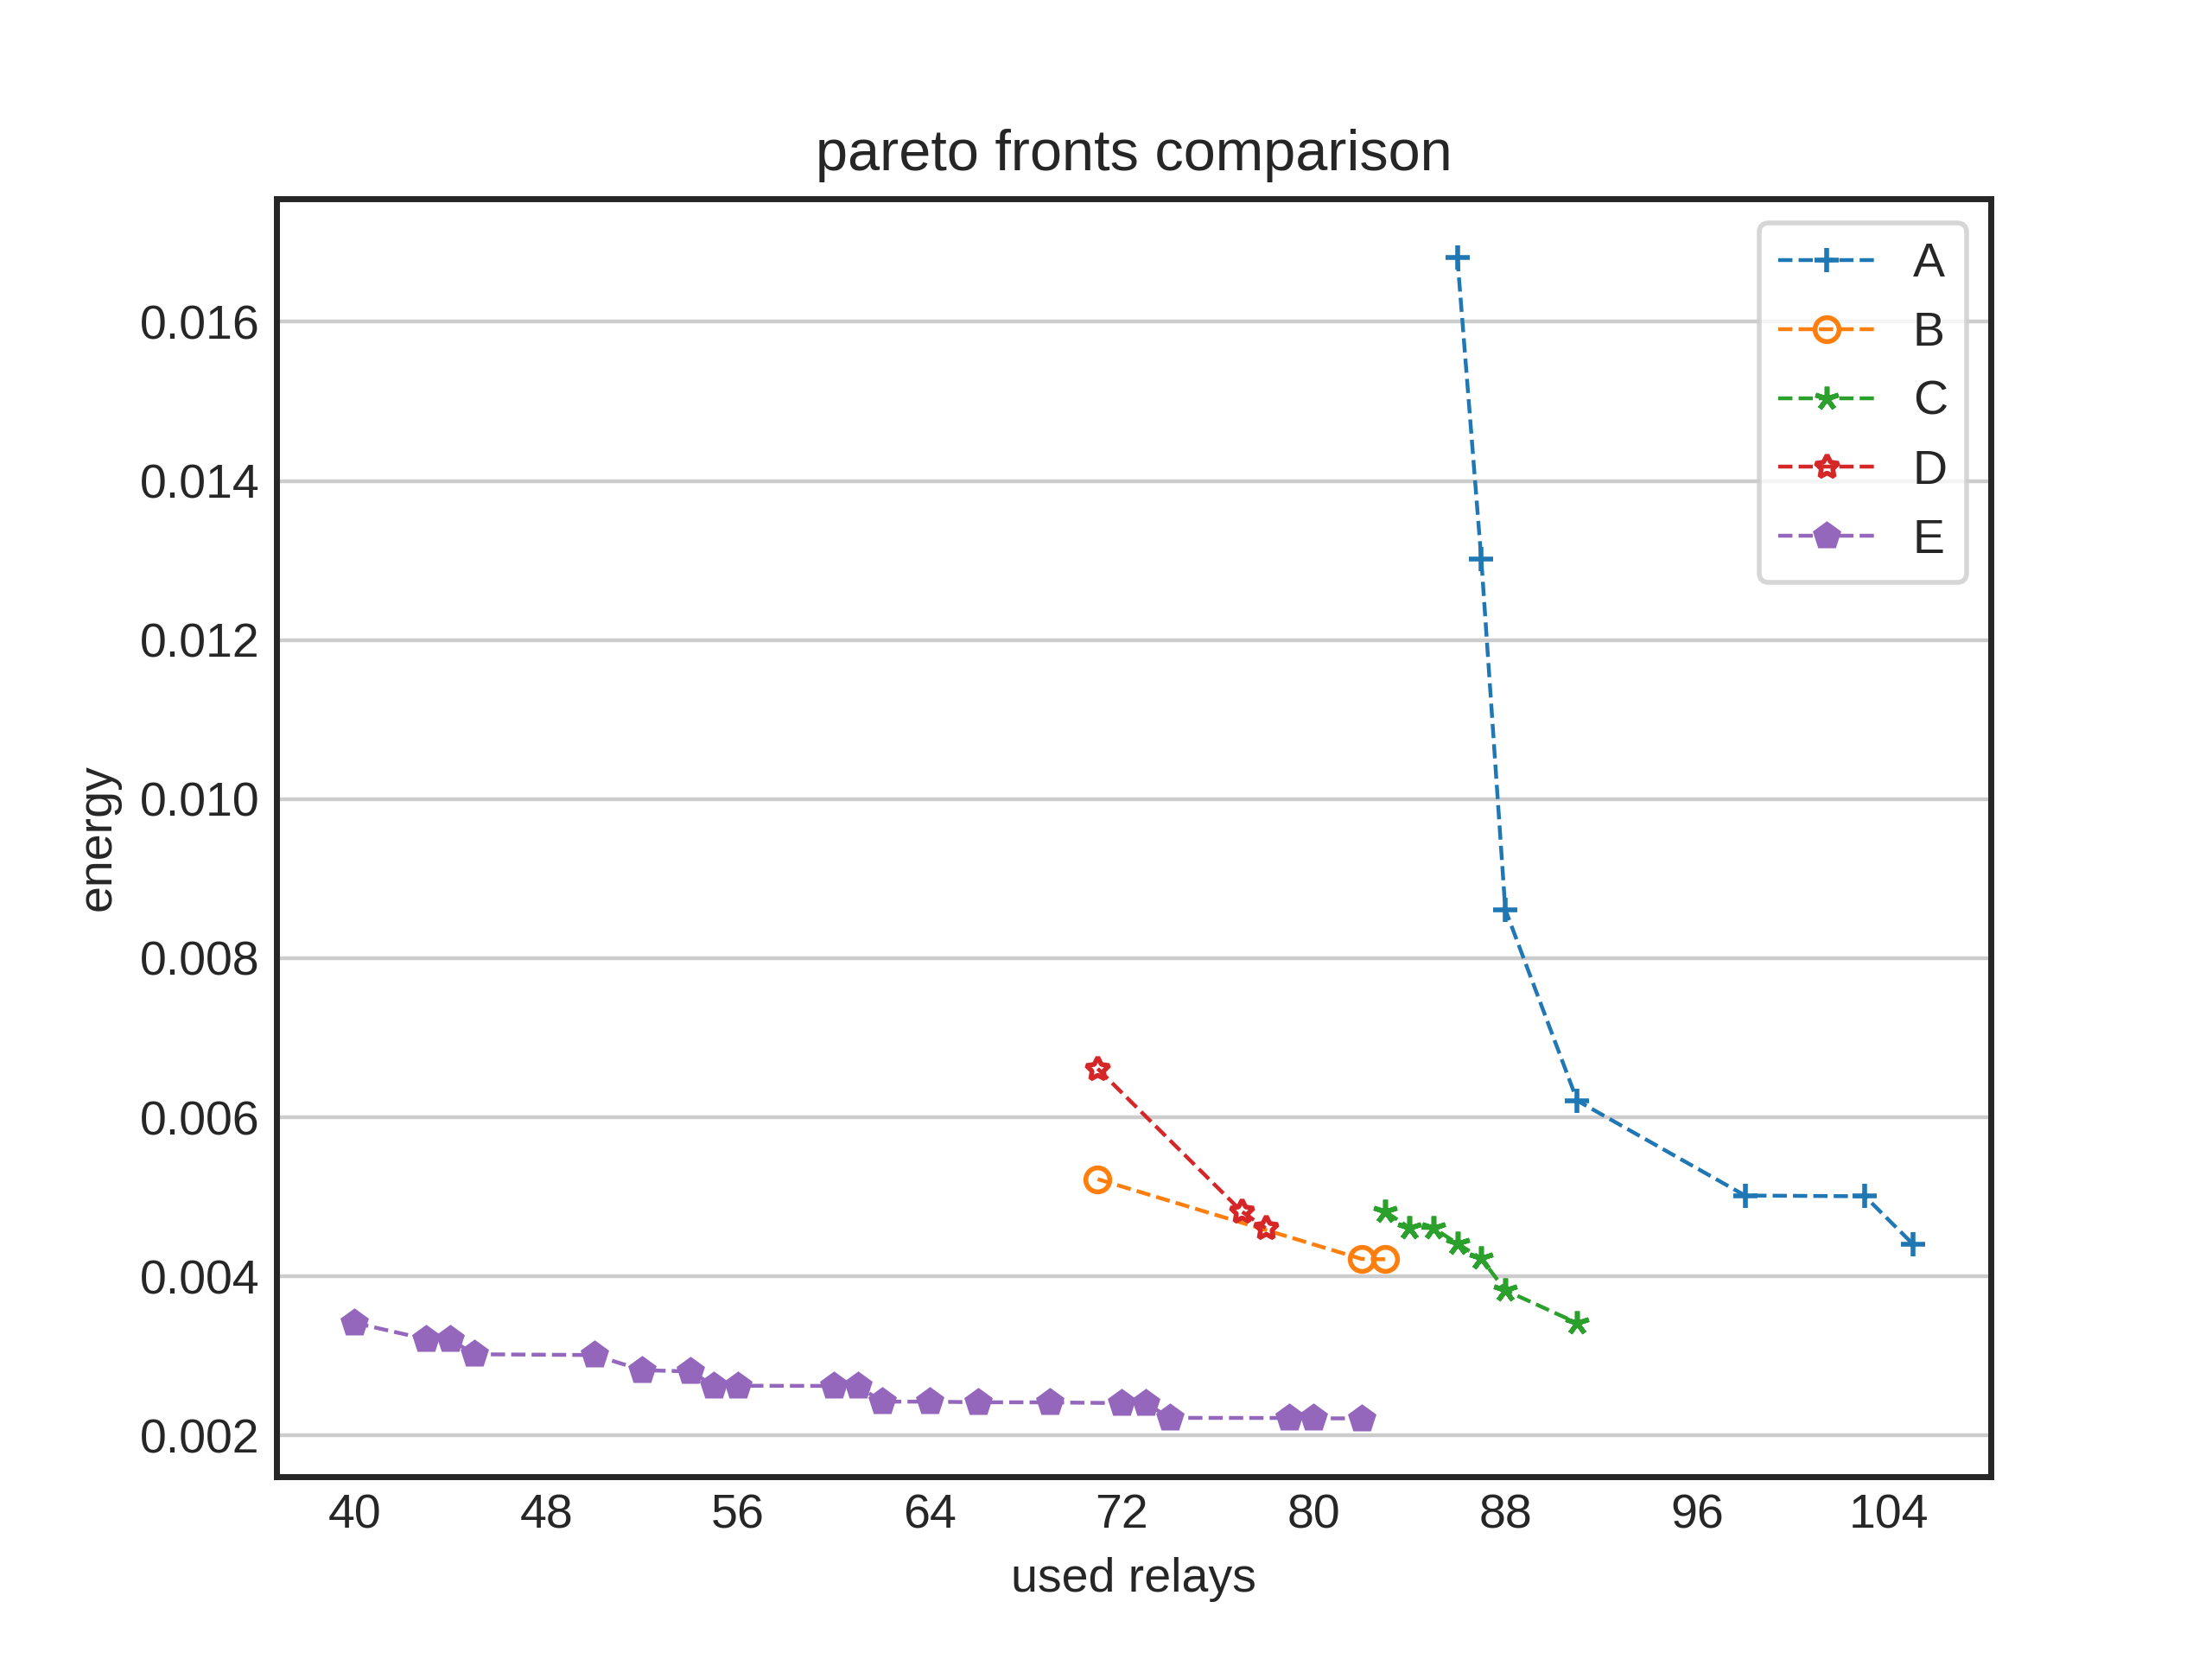 pareto fronts comparison
A
B
C
D
E
0.016
0.014
0.012
0.010
0.008
0.006
0.004
0.002
energy
40 48 56 64 72 80 88 96 104
used relays